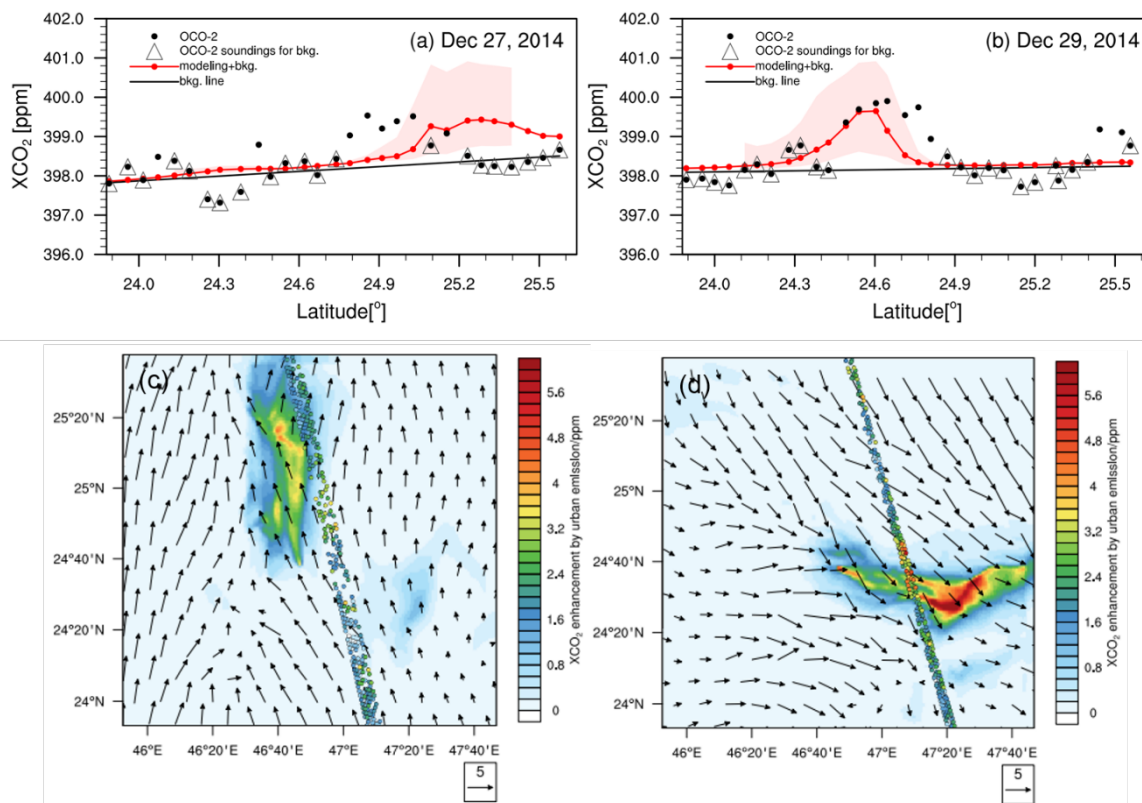 402.0
401.0
400.0
399.0
398.0
397.0
396.0
XCO2 [ppm]
OCO-2
OCO-2 soundings for bkg.
modeling+bkg.
bkg. line
(a) Dec 27, 2014
24.0 24.3 24.6 24.9 25.2 25.5
Latitude[o]
402.0
401.0
400.0
399.0
398.0
397.0
396.0
XCO2 [ppm]
OCO-2
OCO-2 soundings for bkg.
modeling+bkg.
bkg. line
(b) Dec 29, 2014
24.0 24.3 24.6 24.9 25.2 25.5
Latitude[o]
(c)
25°20'N
25°N
24°40'N
24°20'N
24°N
46°E 46°20'E 46°40'E 47°E 47°20'E
5
5.6
4.8
4
3.2
2.4
1.6
0.8
0
XCO2 enhancement by urban emission/ppm
(d)
25°20'N
25°N
24°40'N
24°20'N
24°N
46°E 46°20'E 46°40'E 47°E 47°20'E 47°40'E
5
5.6
4.8
4
3.2
2.4
1.6
0.8
0
XCO2 enhancement by urban emission/ppm